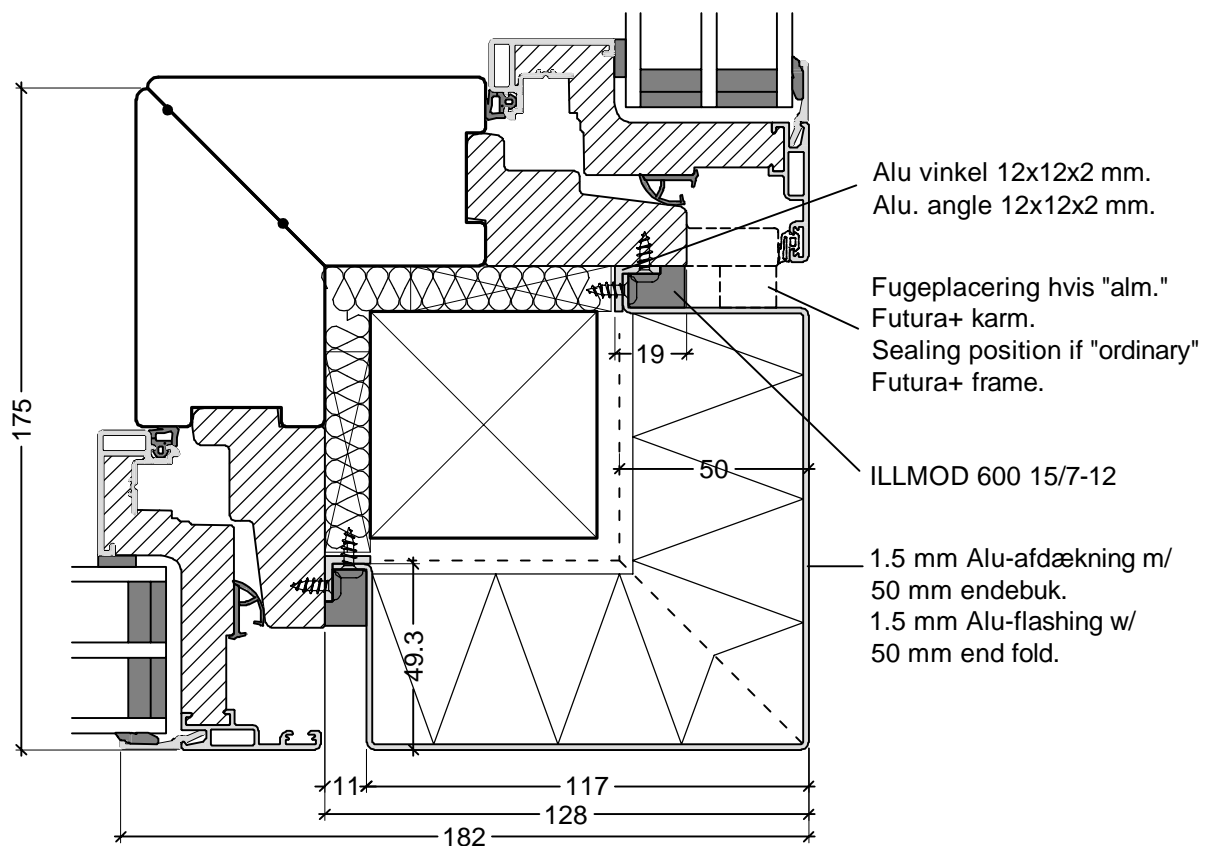 Alu vinkel 12x12x2 mm.
Alu. angle 12x12x2 mm.
Fugeplacering hvis "alm."
Futura+ karm.
Sealing position if "ordinary"
Futura+ frame.
19
175
50
ILLMOD 600 15/7-12
1.5 mm Alu-afdækning m/
50 mm endebuk.
1.5 mm Alu-flashing w/
50 mm end fold.
49.3
11
117
128
182